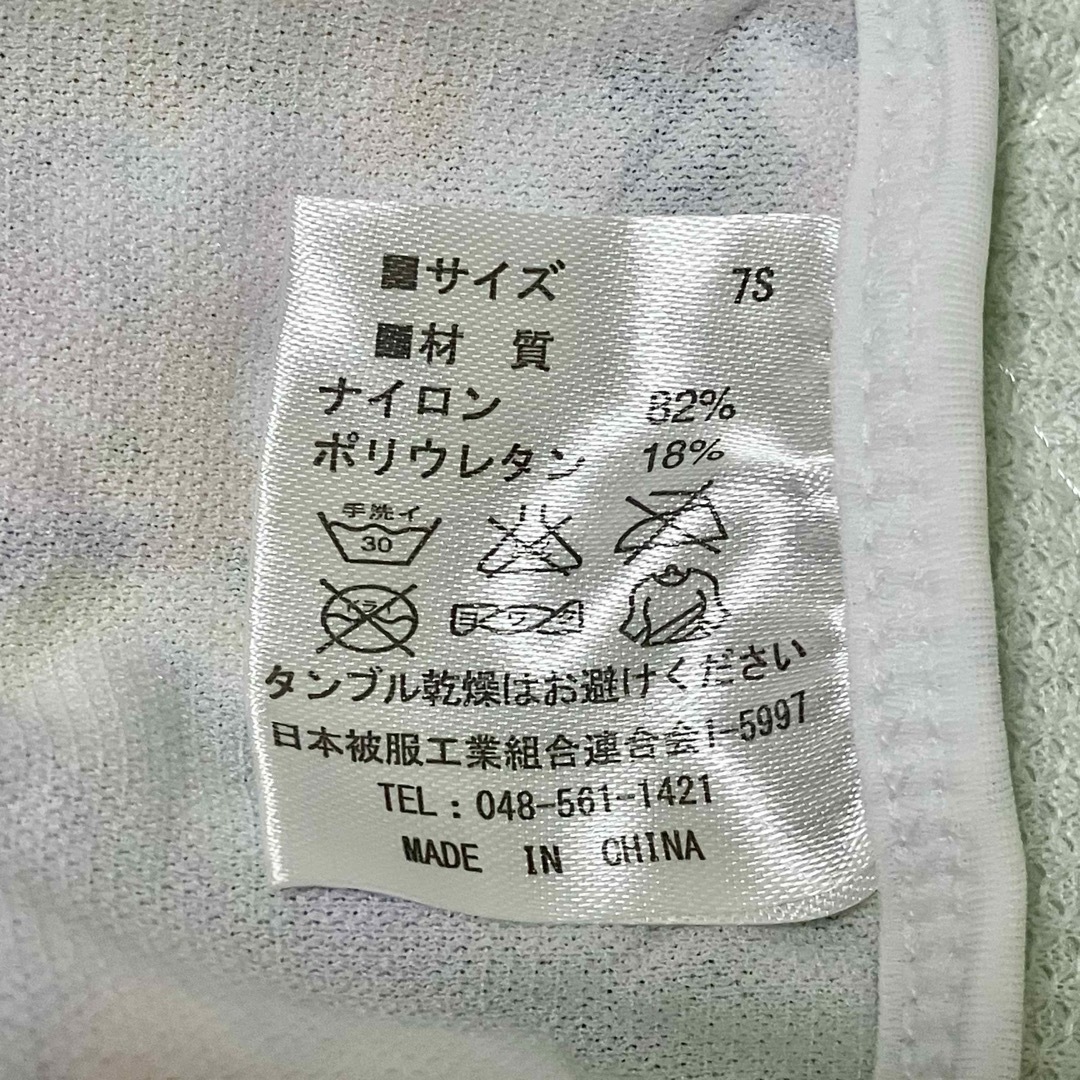 ■サイズ 7S
■材 質
ナイロン 82%
ポリウレタン 18%
手洗イ
30
タンブル乾燥はお避けください
日本被服工業組合連合会1-5997
TEL : 048-561-1421
MADE IN CHINA